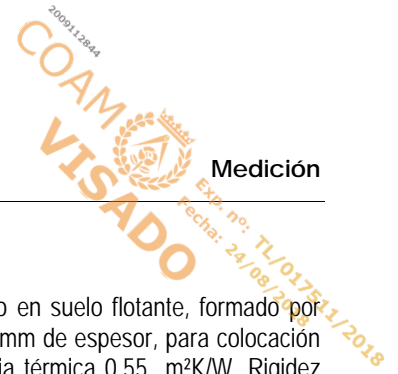 2009112844
COAM
VISADO
Exp. nº: TL/017511/2018
Fecha: 24/08/2018
Medición
o en suelo flotante, formado por
mm de espesor, para colocación
ia térmica 0,55 m²K/W. Rigidez